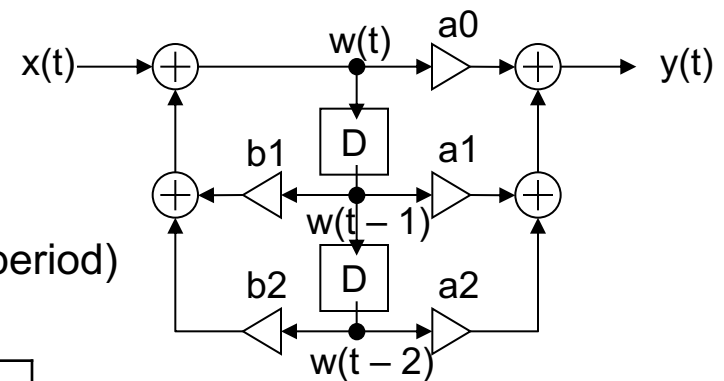 w(t) a0
x(t) y(t)
D
b1 a1
w(t – 1)
period)
D
b2 a2
w(t – 2)